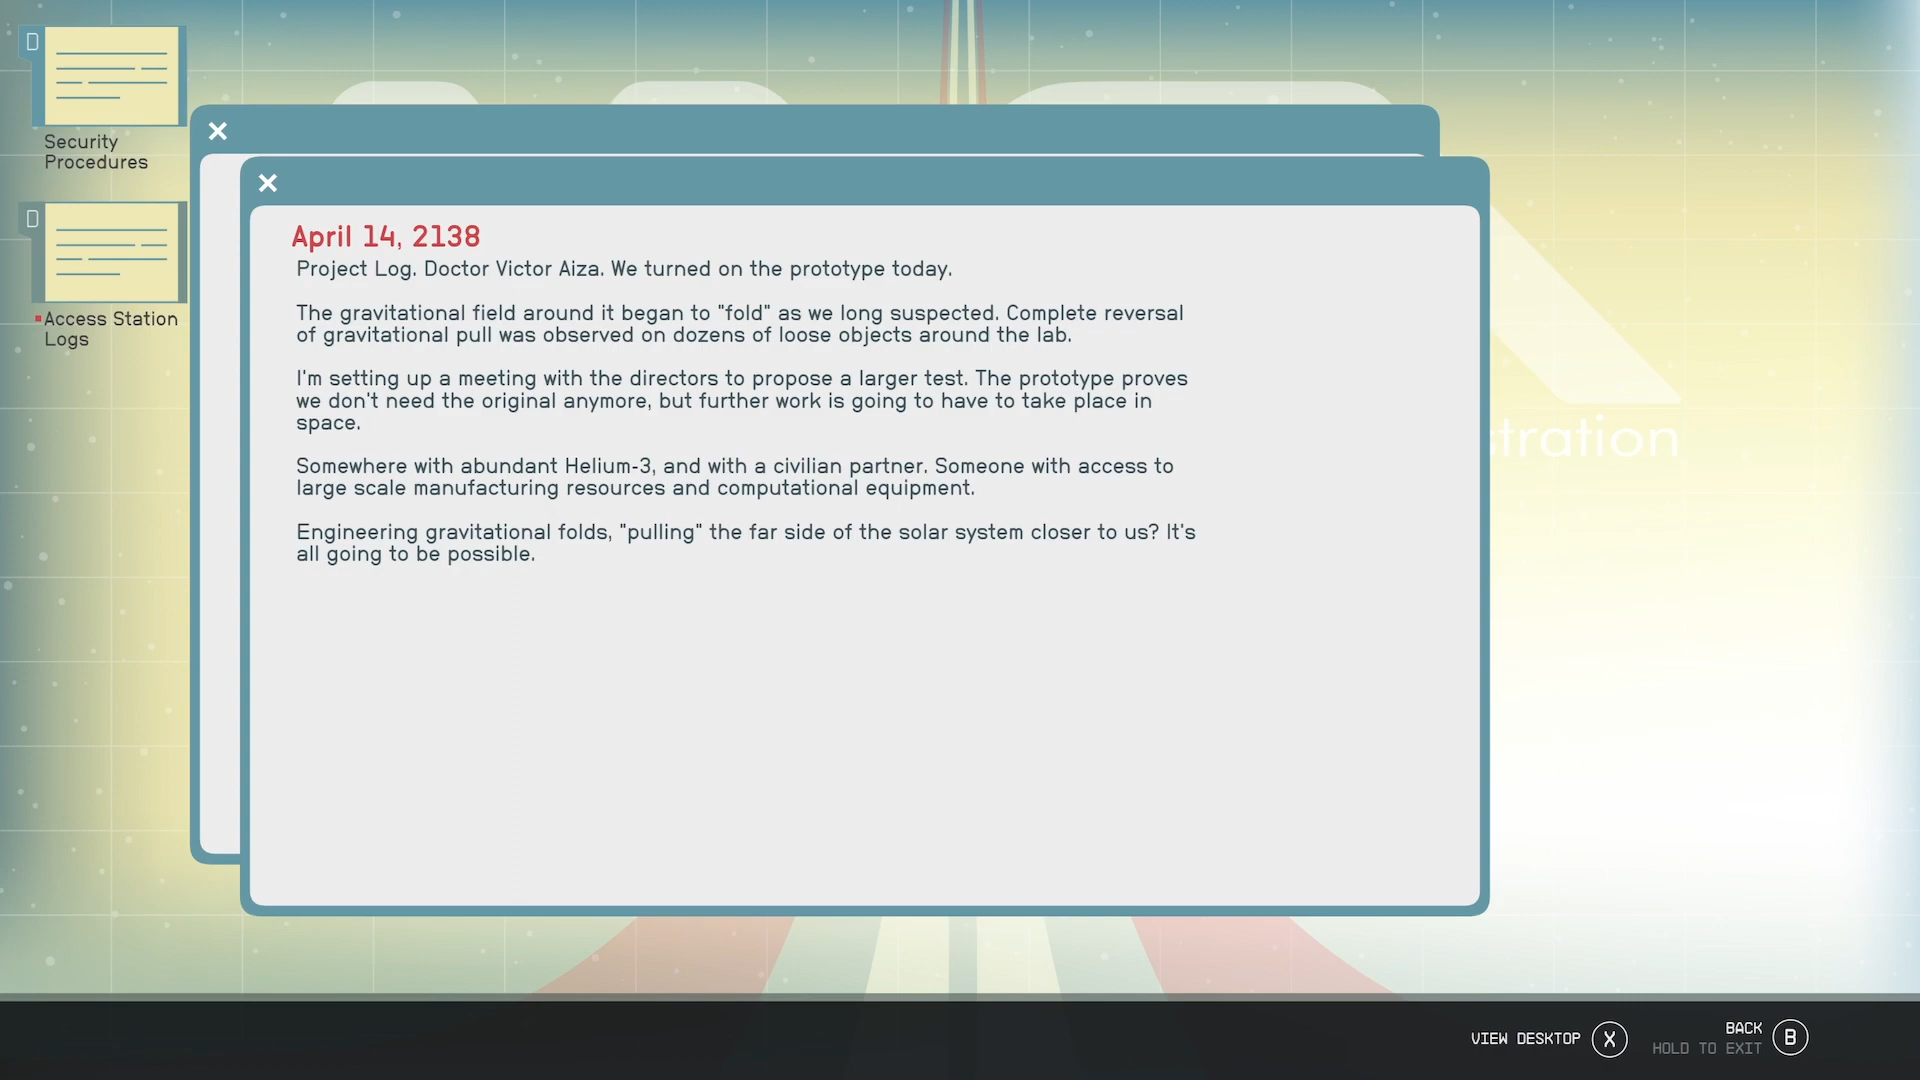 Security
Procedures
Access Station
Logs
April 14, 2138
Project Log. Doctor Victor Aiza. We turned on the prototype today.
The gravitational field around it began to "fold" as we long suspected. Complete reversal
of gravitational pull was observed on dozens of loose objects around the lab.
I'm setting up a meeting with the directors to propose a larger test. The prototype proves
we don't need the original anymore, but further work is going to have to take place in
space.
Somewhere with abundant Helium-3, and with a civilian partner. Someone with access to
large scale manufacturing resources and computational equipment.
Engineering gravitational folds, "pulling" the far side of the solar system closer to us? It's
all going to be possible.
stration
VIEW DESKTOP X
BACK B
HOLD TO EXIT